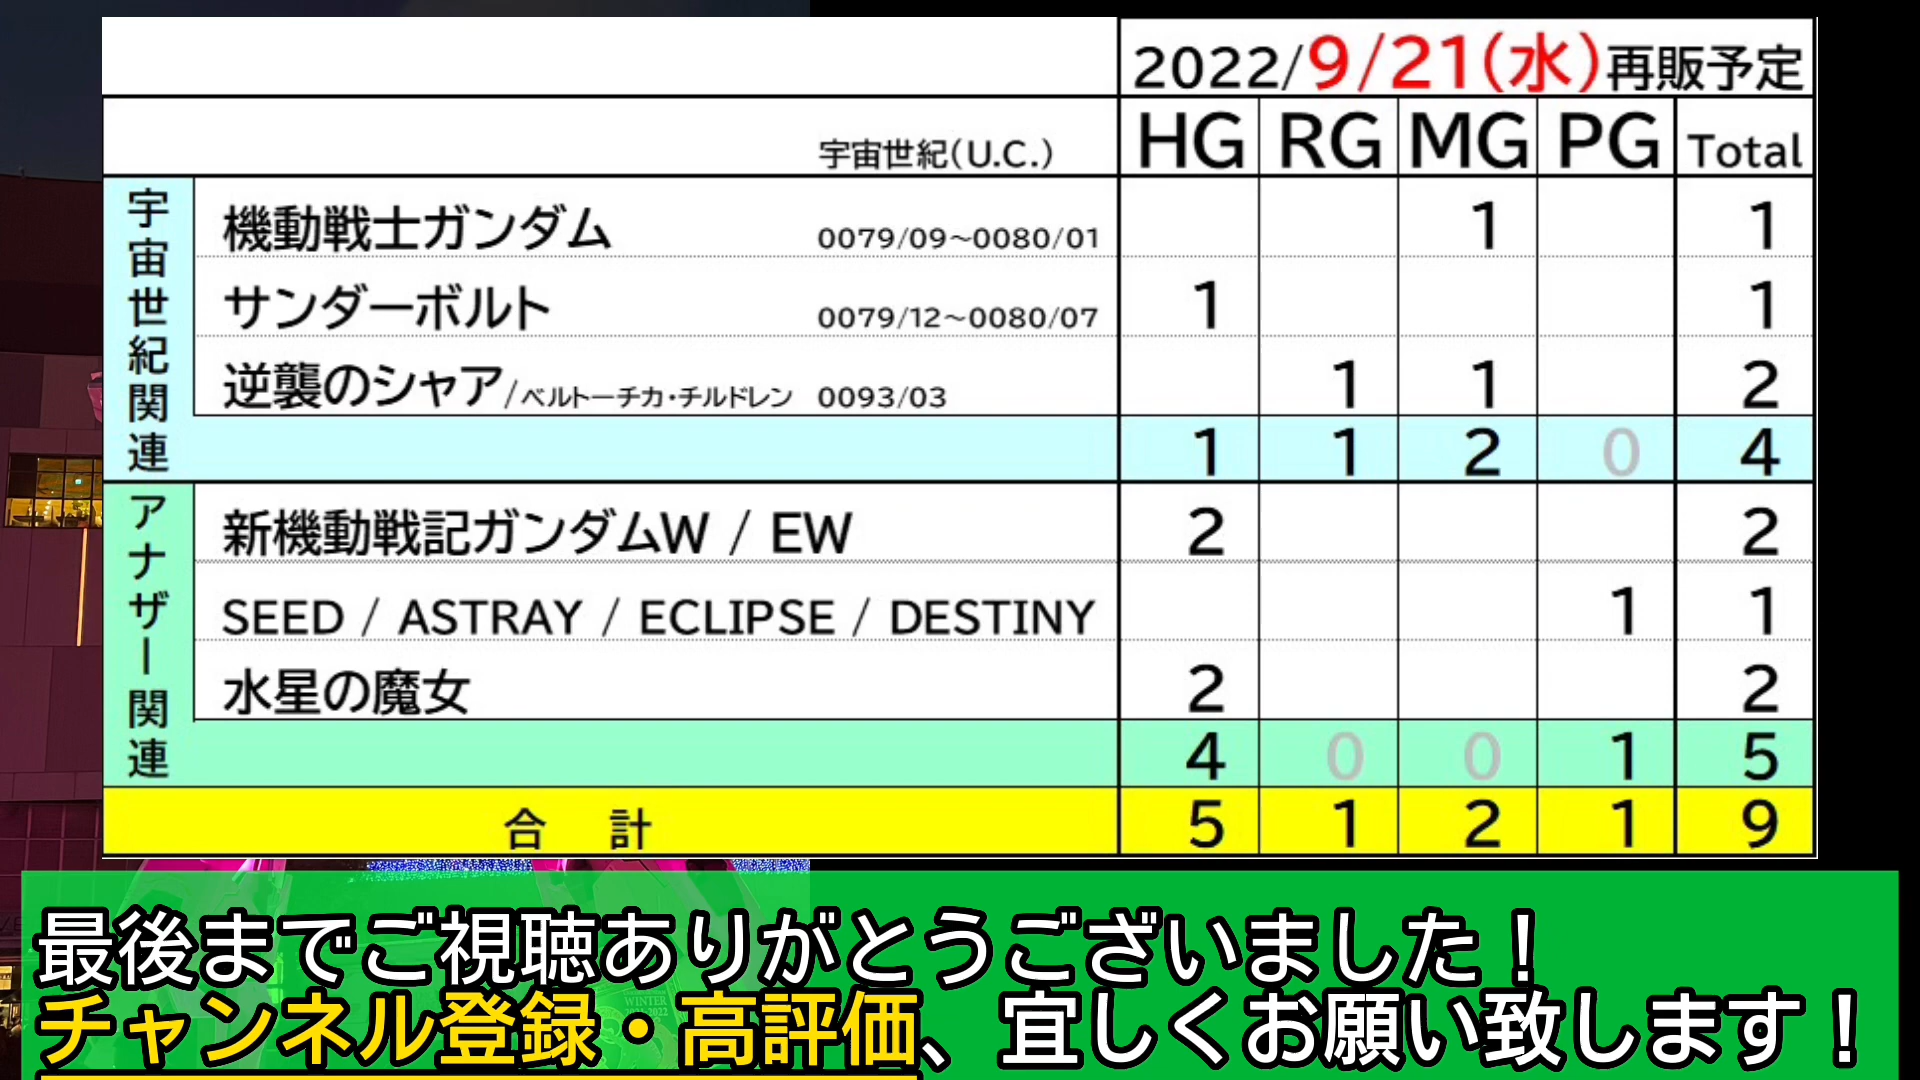 2022/9/21(水)再販予定
宇宙世紀(U.C.) HG RG MG PG Total
宇宙世紀関連
機動戦士ガンダム 0079/09~0080/01 1 1
サンダーボルト 0079/12~0080/07 1 1
逆襲のシャア/ベルトーチカ・チルドレン 0093/03 1 1 2
1 1 2 0 4
アナザー関連
新機動戦記ガンダムW / EW 2 2
SEED / ASTRAY / ECLIPSE / DESTINY 1 1
水星の魔女 2 2
4 0 0 1 5
合計 5 1 2 1 9
最後までご視聴ありがとうございました！
チャンネル登録・高評価、宜しくお願い致します！
WINTER